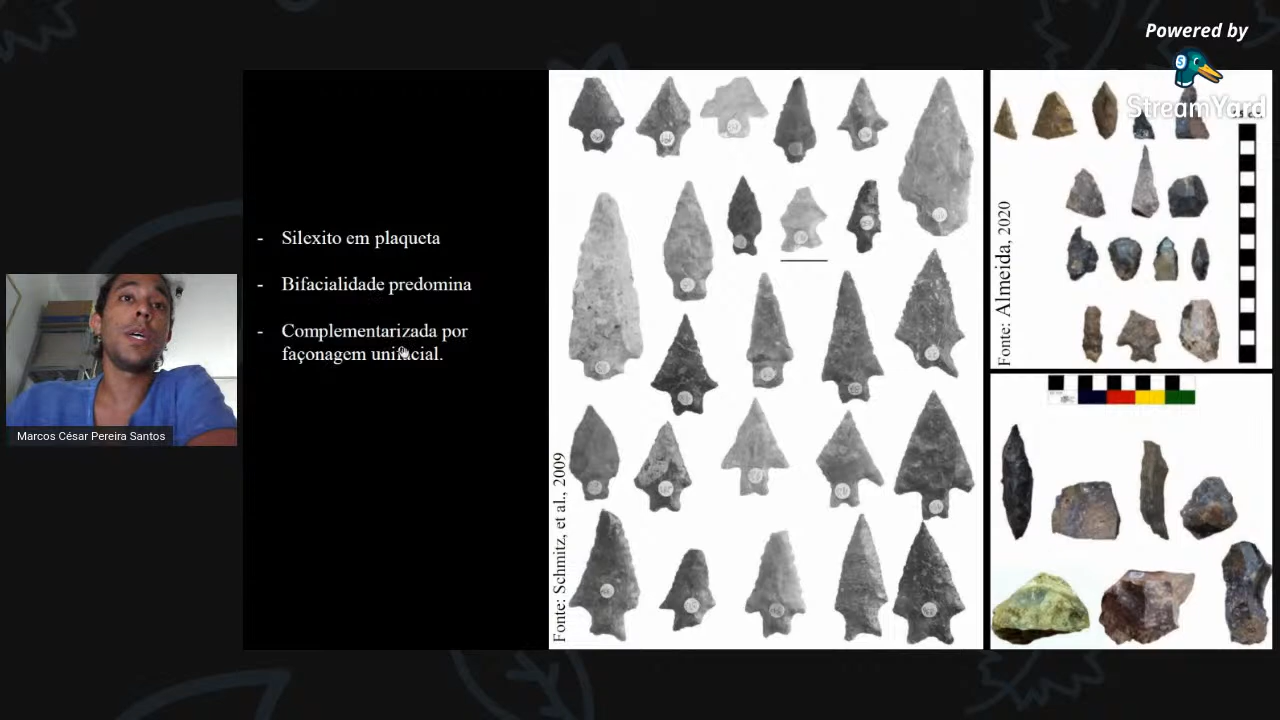 Powered by
StreamYard
- Silexito em plaqueta
- Bifacialidade predomina
- Complementarizada por
façonagem unifacial.
Fonte: Schmitz, et al., 2009
Fonte: Almeida, 2020
Marcos César Pereira Santos